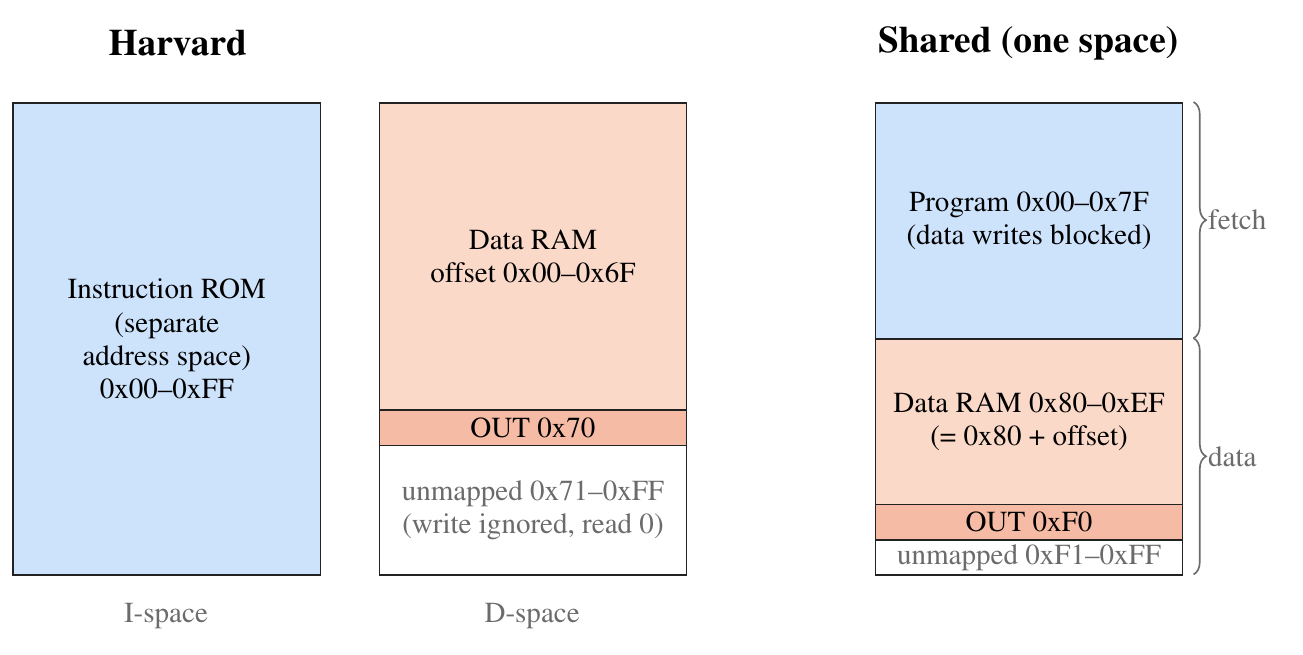 Harvard
Instruction ROM
(separate
address space)
0x00–0xFF
I-space
Data RAM
offset 0x00–0x6F
OUT 0x70
unmapped 0x71–0xFF
(write ignored, read 0)
D-space
Shared (one space)
Program 0x00–0x7F
(data writes blocked)
fetch
Data RAM 0x80–0xEF
(= 0x80 + offset)
data
OUT 0xF0
unmapped 0xF1–0xFF